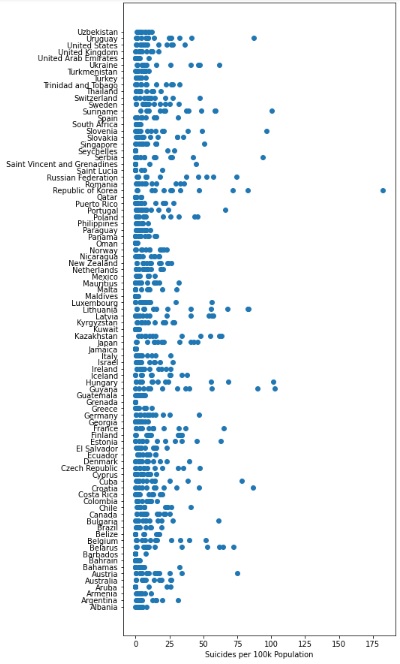 Uzbekistan
Uruguay
United States
United Kingdom
United Arab Emirates
Ukraine
Turkmenistan
Turkey
Trinidad and Tobago
Thailand
Switzerland
Sweden
Suriname
Spain
South Africa
Slovenia
Slovakia
Singapore
Seychelles
Serbia
Saint Vincent and Grenadines
Saint Lucia
Russian Federation
Romania
Republic of Korea
Qatar
Puerto Rico
Portugal
Poland
Philippines
Paraguay
Panama
Oman
Norway
Nicaragua
New Zealand
Netherlands
Mexico
Mauritius
Malta
Maldives
Luxembourg
Lithuania
Latvia
Kyrgyzstan
Kuwait
Kazakhstan
Japan
Jamaica
Italy
Israel
Ireland
Iceland
Hungary
Guyana
Guatemala
Grenada
Greece
Germany
Georgia
France
Finland
Estonia
El Salvador
Ecuador
Denmark
Czech Republic
Cyprus
Cuba
Croatia
Costa Rica
Colombia
Chile
Canada
Bulgaria
Brazil
Belize
Belgium
Belarus
Barbados
Bahrain
Bahamas
Austria
Australia
Aruba
Armenia
Argentina
Albania
0 25 50 75 100 125 150 175
Suicides per 100k Population